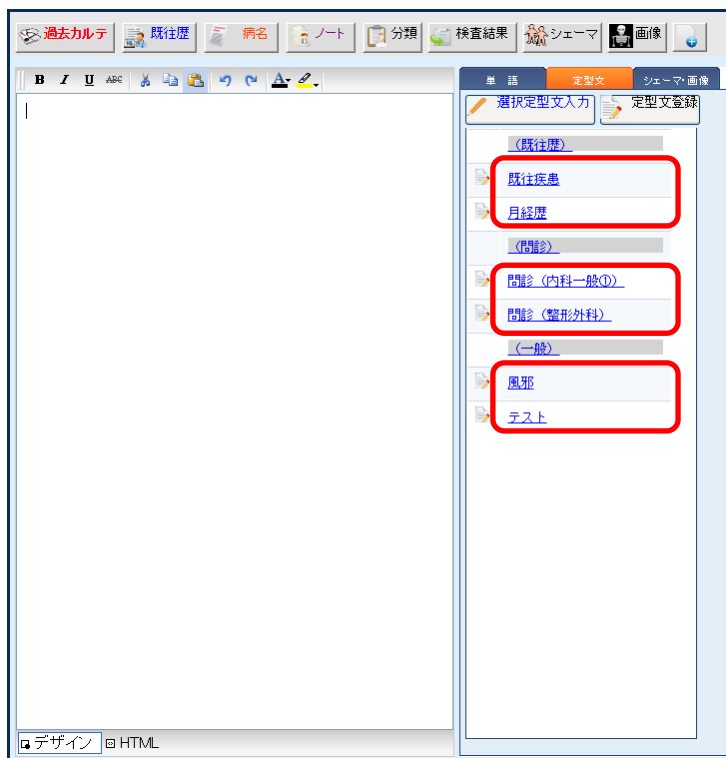 過去カルテ 既往歴 病名 ノート 分類 検査結果 シェーマ 画像
B I U ABC A
単 語 定型文 シェーマ・画像
選択定型文入力 定型文登録
(既往歴)
既往疾患
月経歴
(問診)
問診(内科一般①)
問診(整形外科)
(一般)
風邪
テスト
デザイン HTML